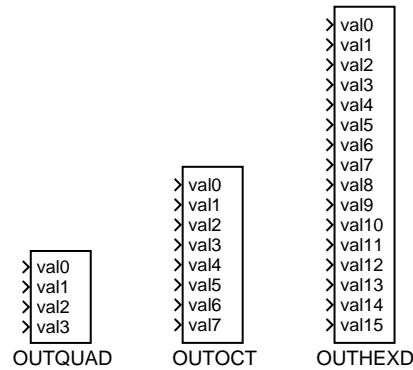 val0
val1
val2
val3
OUTQUAD
val0
val1
val2
val3
val4
val5
val6
val7
OUTOCT
val0
val1
val2
val3
val4
val5
val6
val7
val8
val9
val10
val11
val12
val13
val14
val15
OUTHEXD